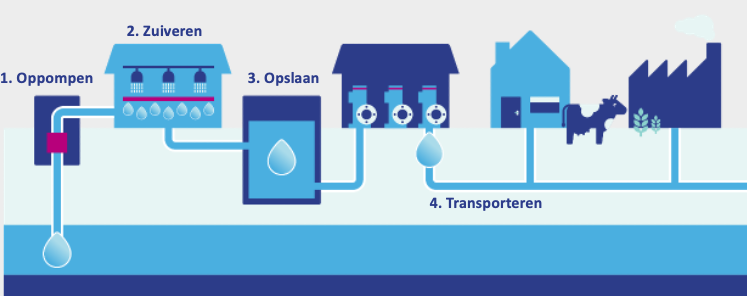 1. Oppompen
2. Zuiveren
3. Opslaan
4. Transporteren